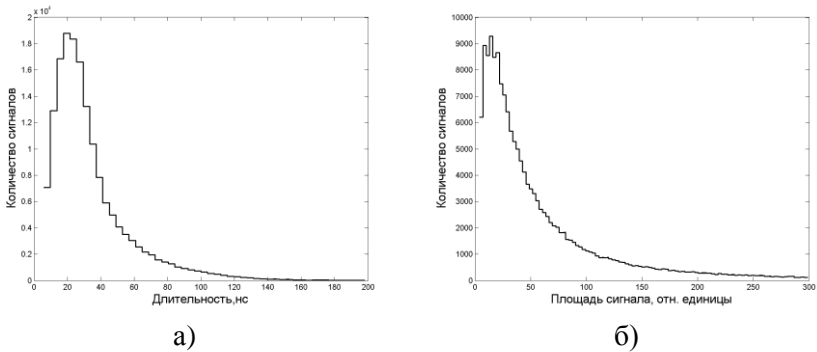 x 10⁴
2
1.8
1.6
1.4
1.2
1
0.8
0.6
0.4
0.2
0
Количество сигналов
0 20 40 60 80 100 120 140 160 180 200
Длительность,нс
а)
10000
9000
8000
7000
6000
5000
4000
3000
2000
1000
0
Количество сигналов
0 50 100 150 200 250 300
Площадь сигнала, отн. единицы
б)